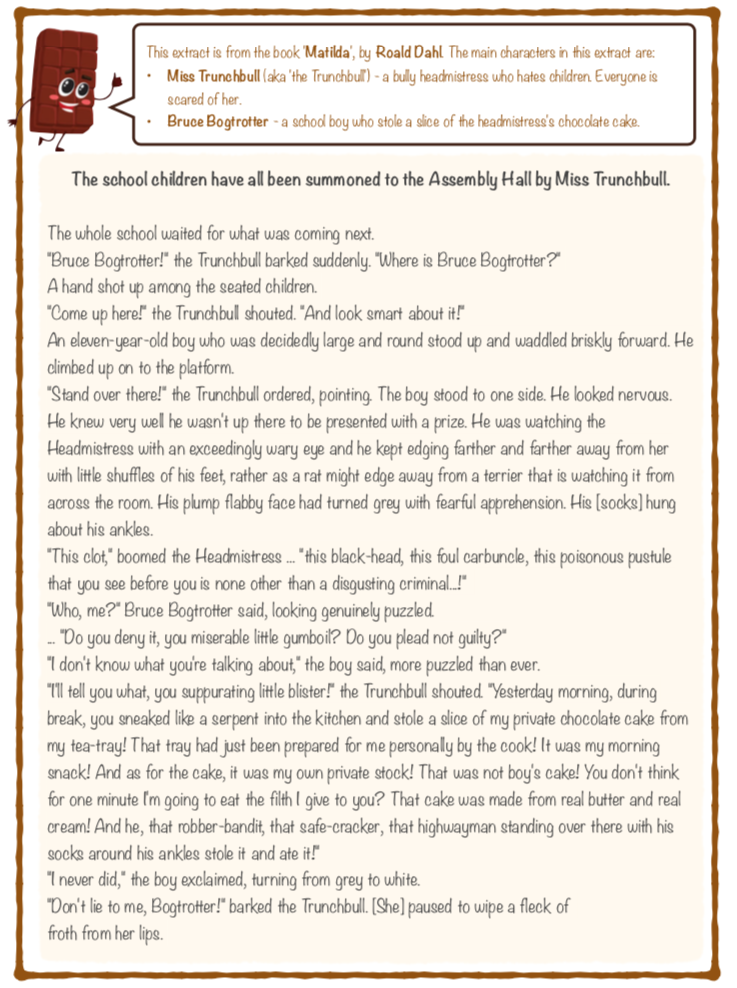 This extract is from the book 'Matilda', by Roald Dahl. The main characters in this extract are:
• Miss Trunchbull (aka 'the Trunchbull') - a bully headmistress who hates children. Everyone is
scared of her.
• Bruce Bogtrotter - a school boy who stole a slice of the headmistress's chocolate cake.
The school children have all been summoned to the Assembly Hall by Miss Trunchbull.
The whole school waited for what was coming next.
"Bruce Bogtrotter!" the Trunchbull barked suddenly. "Where is Bruce Bogtrotter?"
A hand shot up among the seated children.
"Come up here!" the Trunchbull shouted. "And look smart about it!"
An eleven-year-old boy who was decidedly large and round stood up and waddled briskly forward. He
climbed up on to the platform.
"Stand over there!" the Trunchbull ordered, pointing. The boy stood to one side. He looked nervous.
He knew very well he wasn't up there to be presented with a prize. He was watching the
Headmistress with an exceedingly wary eye and he kept edging farther and farther away from her
with little shuffles of his feet, rather as a rat might edge away from a terrier that is watching it from
across the room. His plump flabby face had turned grey with fearful apprehension. His [socks] hung
about his ankles.
"This clot," boomed the Headmistress ... "this black-head, this foul carbuncle, this poisonous pustule
that you see before you is none other than a disgusting criminal...!"
"Who, me?" Bruce Bogtrotter said, looking genuinely puzzled.
... "Do you deny it, you miserable little gumboil? Do you plead not guilty?"
"I don't know what you're talking about," the boy said, more puzzled than ever.
"I'll tell you what, you suppurating little blister!" the Trunchbull shouted. "Yesterday morning, during
break, you sneaked like a serpent into the kitchen and stole a slice of my private chocolate cake from
my tea-tray! That tray had just been prepared for me personally by the cook! It was my morning
snack! And as for the cake, it was my own private stock! That was not boy's cake! You don't think
for one minute I'm going to eat the filth I give to you? That cake was made from real butter and real
cream! And he, that robber-bandit, that safe-cracker, that highwayman standing over there with his
socks around his ankles stole it and ate it!"
"I never did," the boy exclaimed, turning from grey to white.
"Don't lie to me, Bogtrotter!" barked the Trunchbull. [She] paused to wipe a fleck of
froth from her lips.